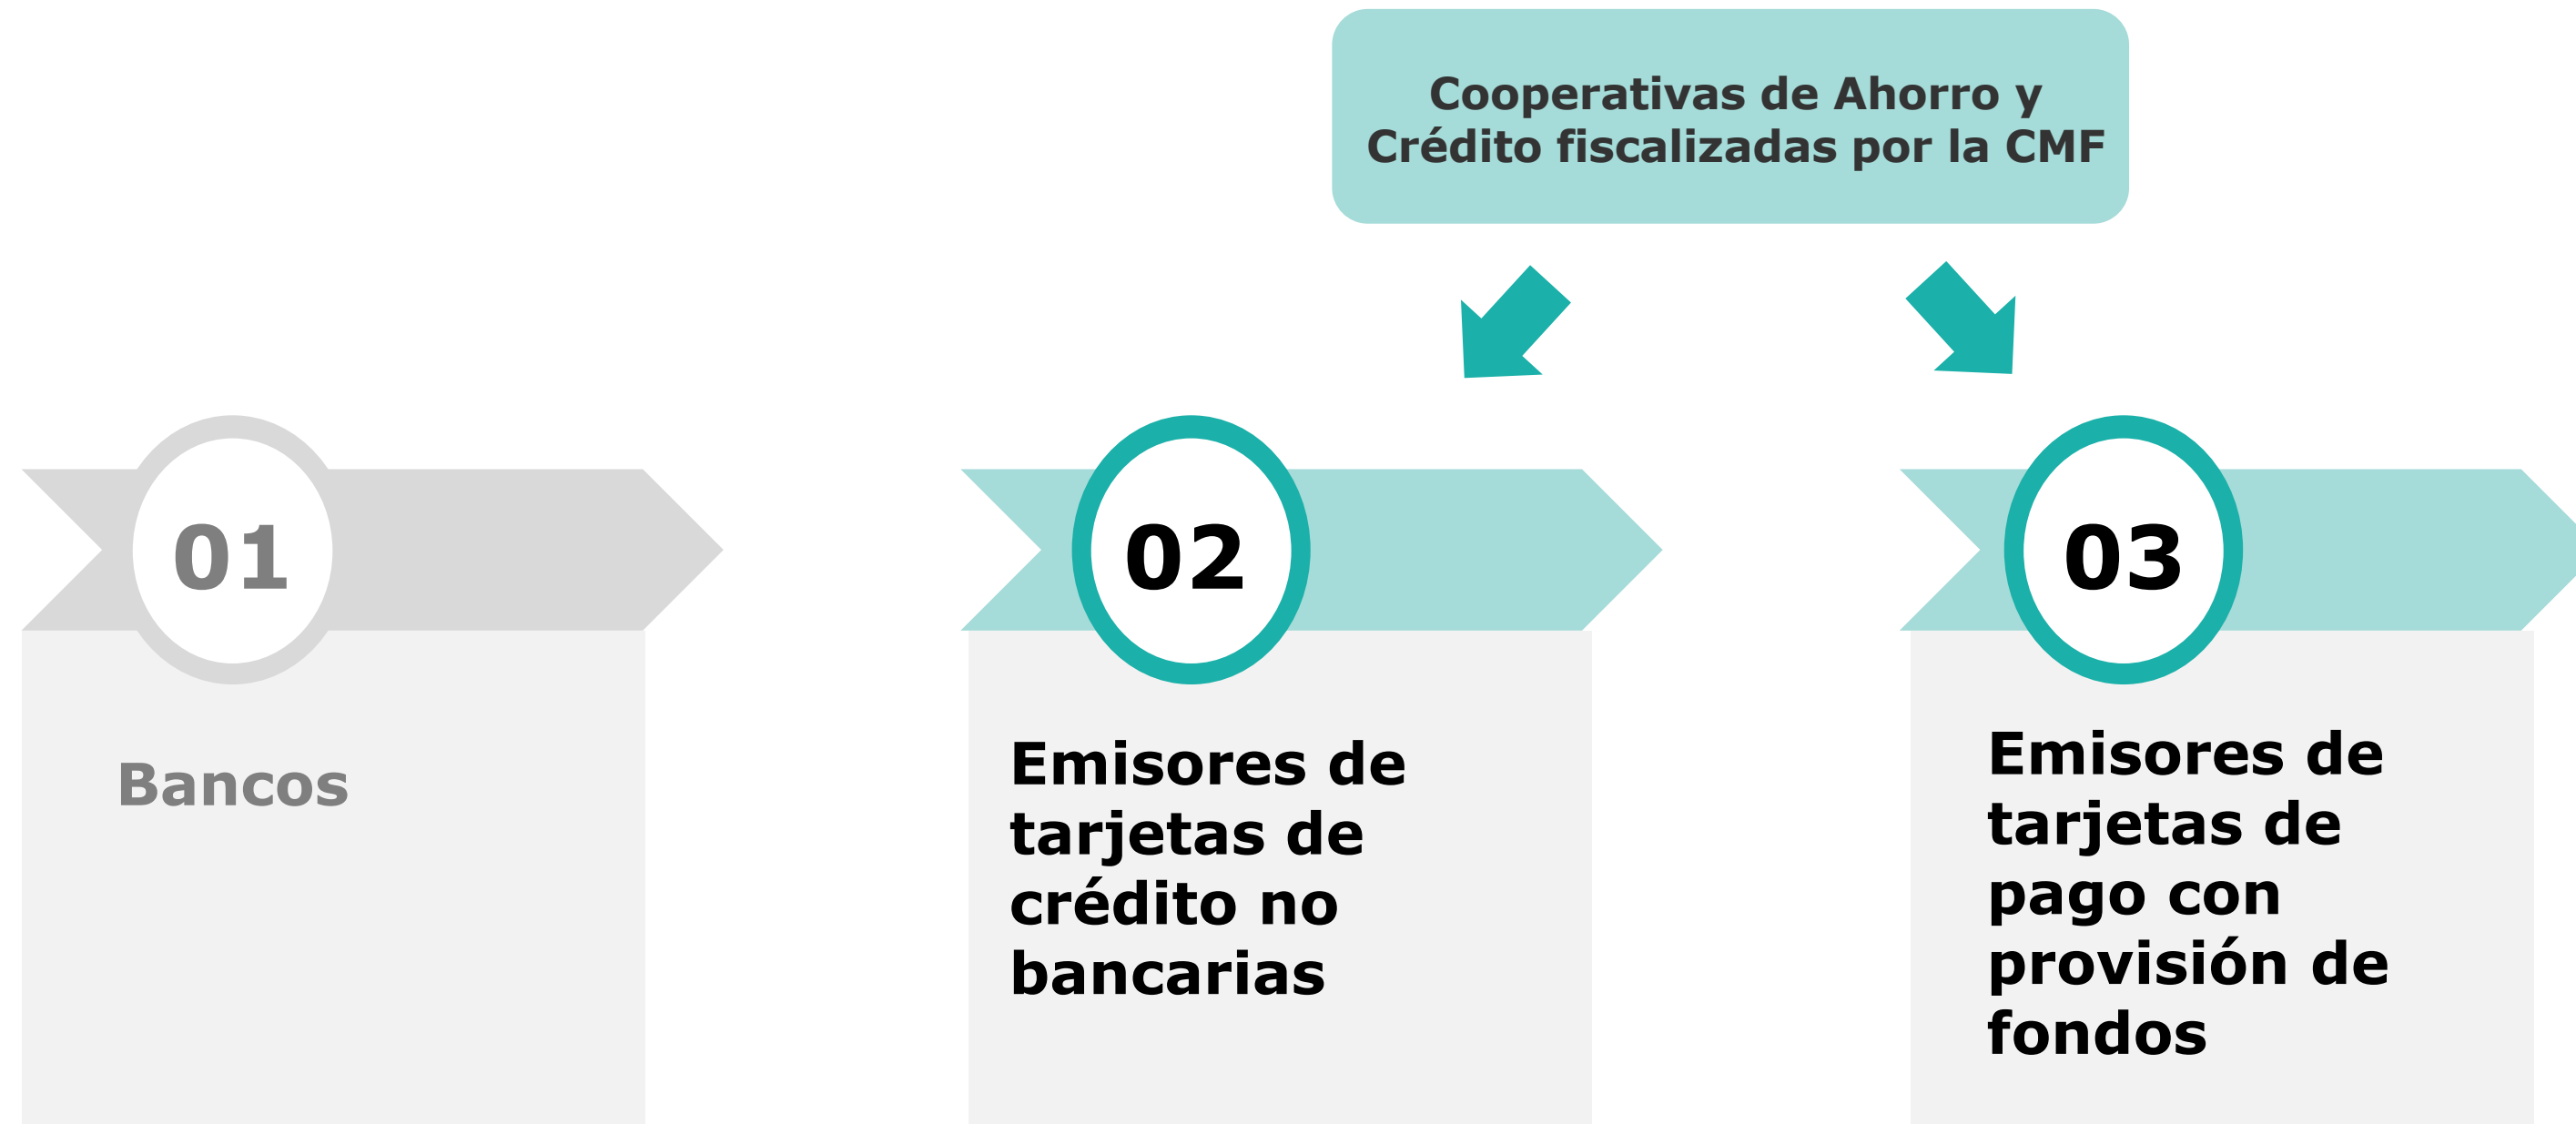 Cooperativas de Ahorro y
Crédito fiscalizadas por la CMF
01
Bancos
02
Emisores de
tarjetas de
crédito no
bancarias
03
Emisores de
tarjetas de
pago con
provisión de
fondos